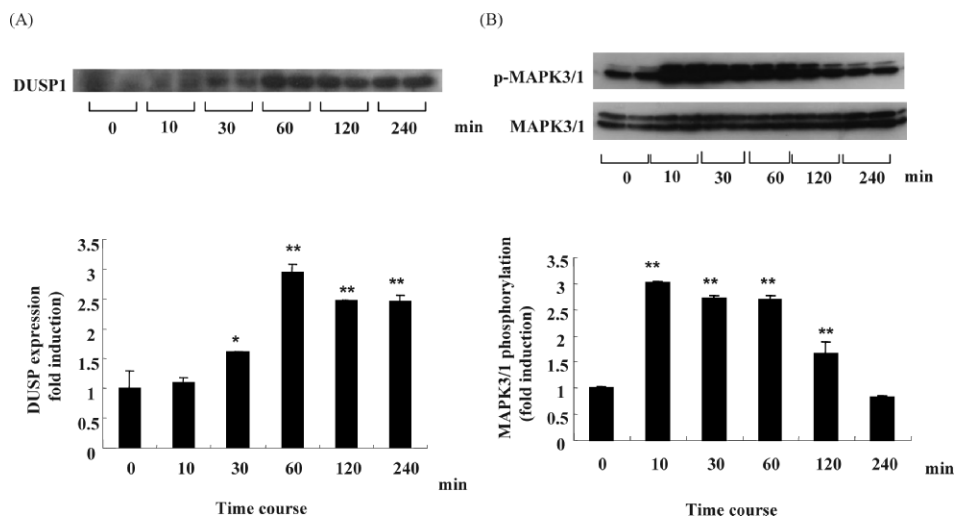 (A)
DUSP1
0 10 30 60 120 240 min
DUSP expression
fold induction)
3.5
3
2.5
2
1.5
1
0.5
0
*
**
**
**
0 10 30 60 120 240
min
Time course
(B)
p-MAPK3/1
MAPK3/1
0 10 30 60 120 240 min
MAPK3/1 phosphorylation
(fold induction)
3.5
3
2.5
2
1.5
1
0.5
0
**
**
**
**
0 10 30 60 120 240 min
Time course